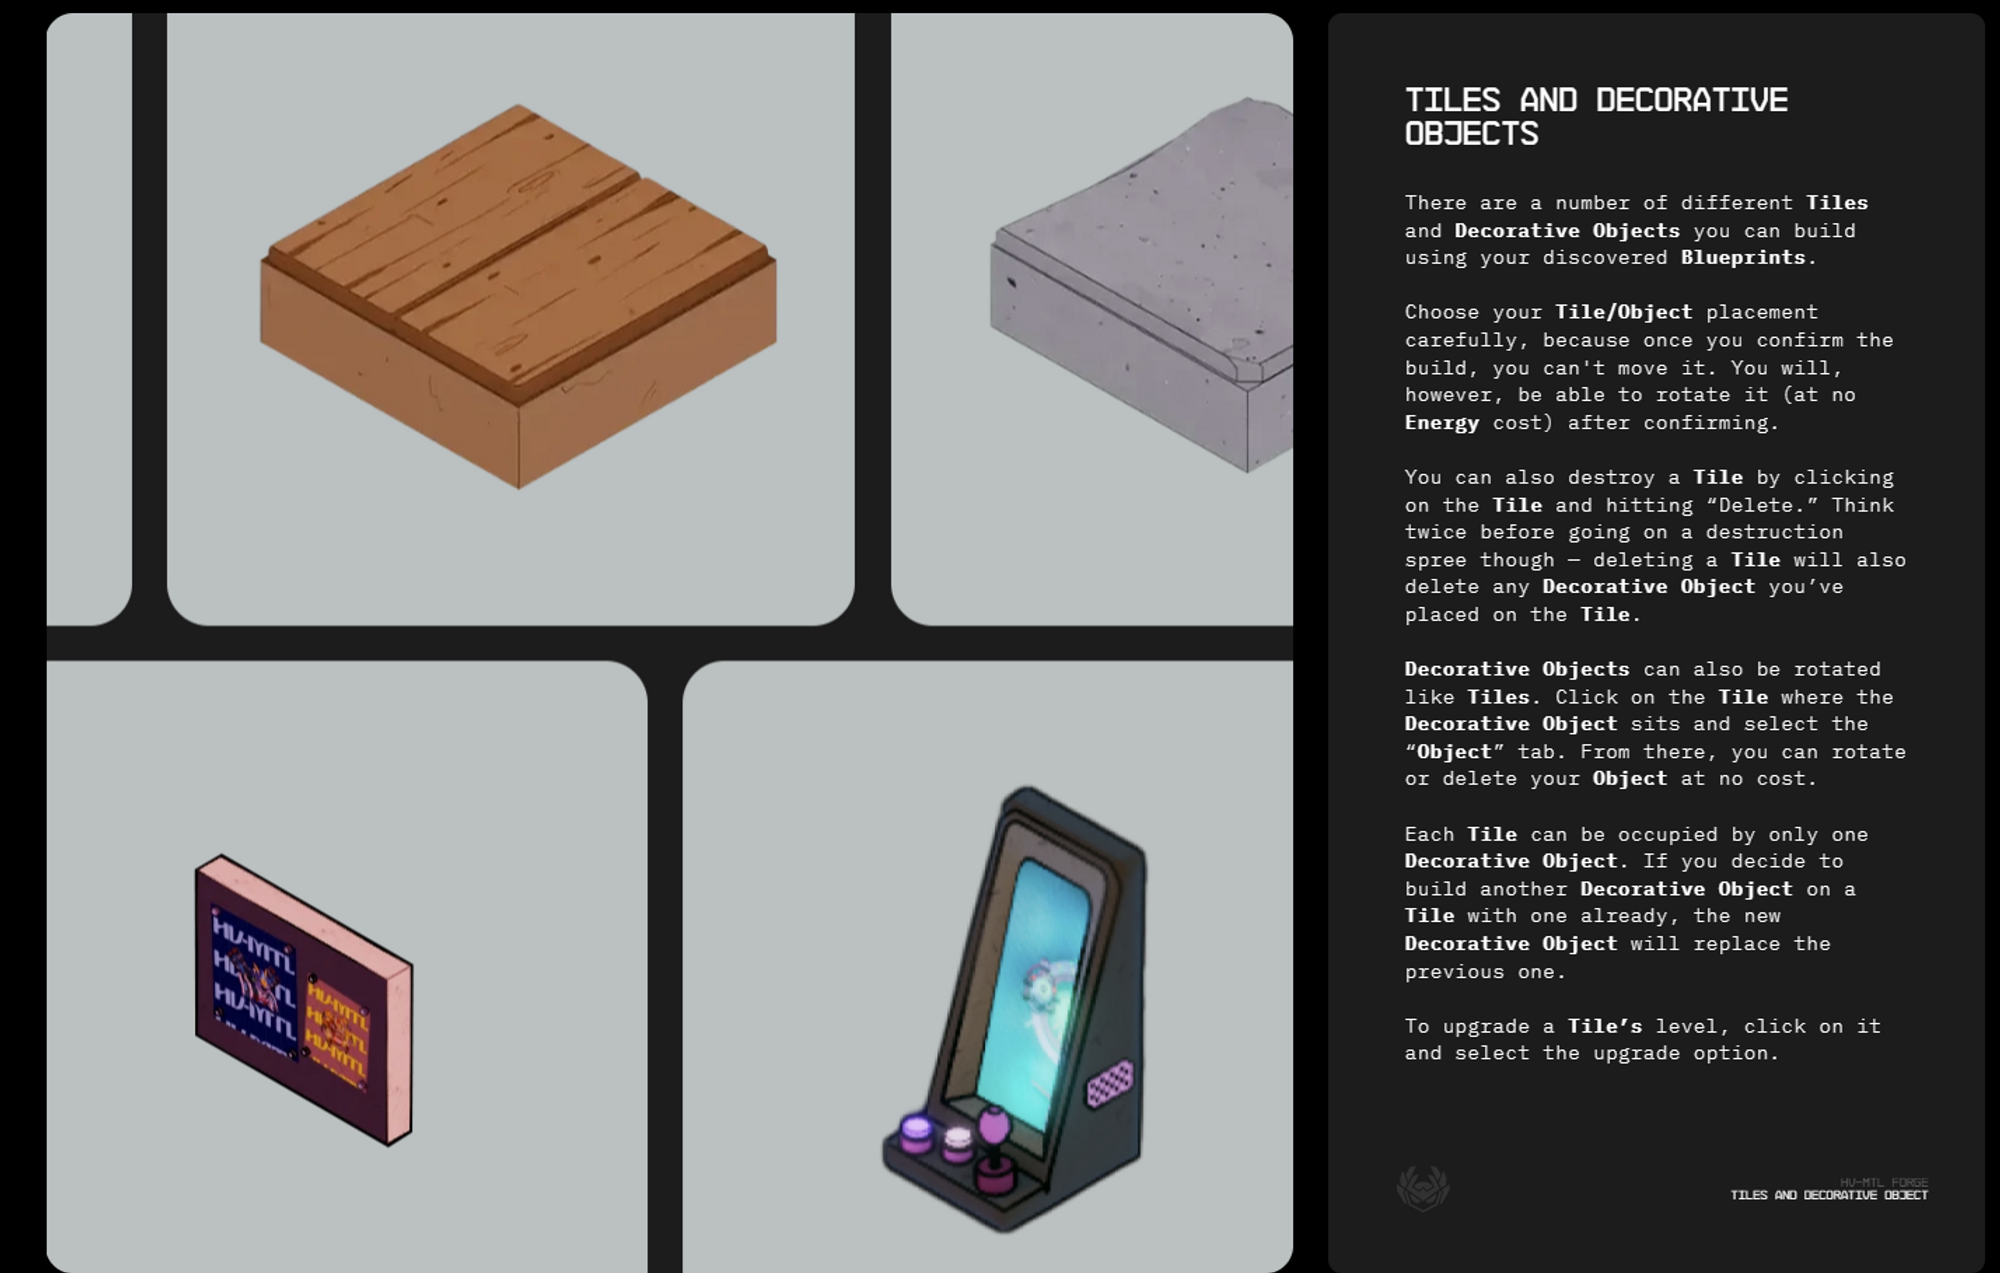 TILES AND DECORATIVE
OBJECTS
There are a number of different Tiles
and Decorative Objects you can build
using your discovered Blueprints.
Choose your Tile/Object placement
carefully, because once you confirm the
build, you can't move it. You will,
however, be able to rotate it (at no
Energy cost) after confirming.
You can also destroy a Tile by clicking
on the Tile and hitting “Delete.” Think
twice before going on a destruction
spree though — deleting a Tile will also
delete any Decorative Object you’ve
placed on the Tile.
Decorative Objects can also be rotated
like Tiles. Click on the Tile where the
Decorative Object sits and select the
“Object” tab. From there, you can rotate
or delete your Object at no cost.
Each Tile can be occupied by only one
Decorative Object. If you decide to
build another Decorative Object on a
Tile with one already, the new
Decorative Object will replace the
previous one.
To upgrade a Tile’s level, click on it
and select the upgrade option.
HV-MTL
HV-MTL
HV-MTL
HV-MTL
HV-MTL FORGE
TILES AND DECORATIVE OBJECT